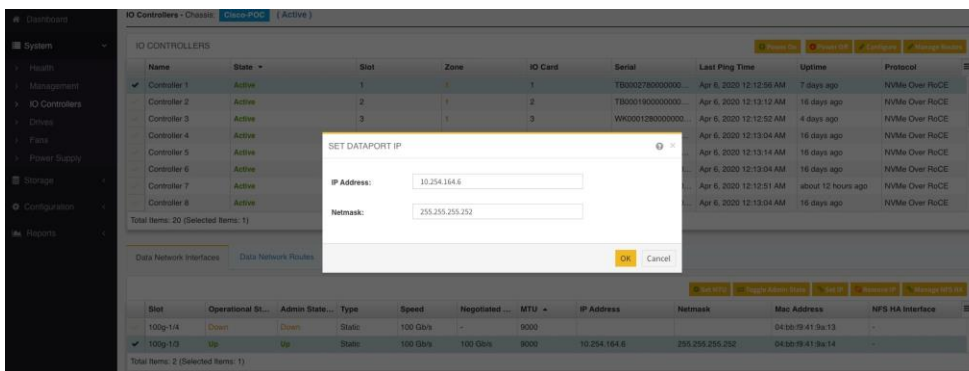 Dashboard
IO Controllers - Chassis: Cisco-POC ( Active )
System
IO CONTROLLERS
Power On Power Off Configure Manage Routes
Health
Name State Slot Zone IO Card Serial Last Ping Time Uptime Protocol
Management
Controller 1 Active 1 1 1 TB0002780000000... Apr 6, 2020 12:12:56 AM 7 days ago NVMe Over RoCE
IO Controllers
Controller 2 Active 2 1 2 TB0001900000000... Apr 6, 2020 12:13:12 AM 16 days ago NVMe Over RoCE
Drives
Controller 3 Active 3 1 3 WK0001280000000... Apr 6, 2020 12:12:52 AM 4 days ago NVMe Over RoCE
Fans
Controller 4 Active Apr 6, 2020 12:13:04 AM 16 days ago NVMe Over RoCE
Power Supply
SET DATAPORT IP
Controller 5 Active Apr 6, 2020 12:13:14 AM 16 days ago NVMe Over RoCE
Controller 6 Active Apr 6, 2020 12:13:04 AM 16 days ago NVMe Over RoCE
Storage
IP Address: 10.254.164.6
Controller 7 Active Apr 6, 2020 12:12:51 AM about 12 hours ago NVMe Over RoCE
Configuration
Controller 8 Active Apr 6, 2020 12:13:04 AM 16 days ago NVMe Over RoCE
Netmask: 255.255.255.252
Total Items: 20 (Selected Items: 1)
Reports
Data Network Interfaces Data Network Routes
OK Cancel
Set MTU Toggle Admin State Set IP Remove IP Manage NFS HA
Slot Operational St... Admin State... Type Speed Negotiated ... MTU IP Address Netmask Mac Address NFS HA Interface
100g-1/4 Down Down Static 100 Gb/s - 9000 04:bb:f9:41:9a:13 -
100g-1/3 Up Up Static 100 Gb/s 100 Gb/s 9000 10.254.164.6 255.255.255.252 04:bb:f9:41:9a:14 -
Total Items: 2 (Selected Items: 1)